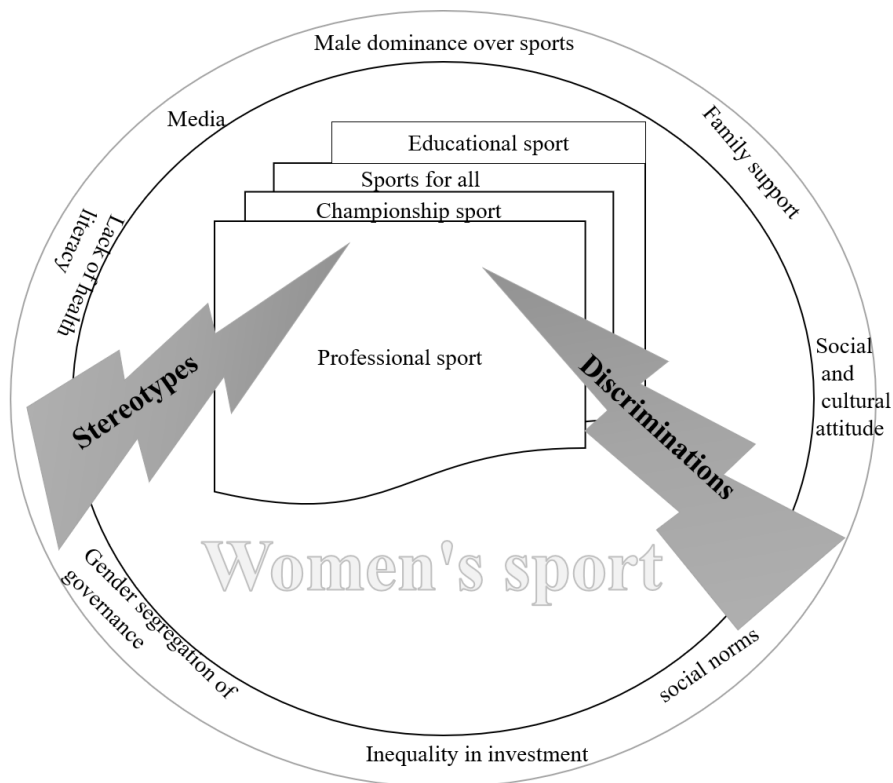 Male dominance over sports
Media
Family support
Educational sport
Sports for all
Championship sport
Lack of health
literacy
Professional sport
Stereotypes
Discriminations
Social
and
cultural
attitude
Women's sport
Gender segregation of
governance
social norms
Inequality in investment